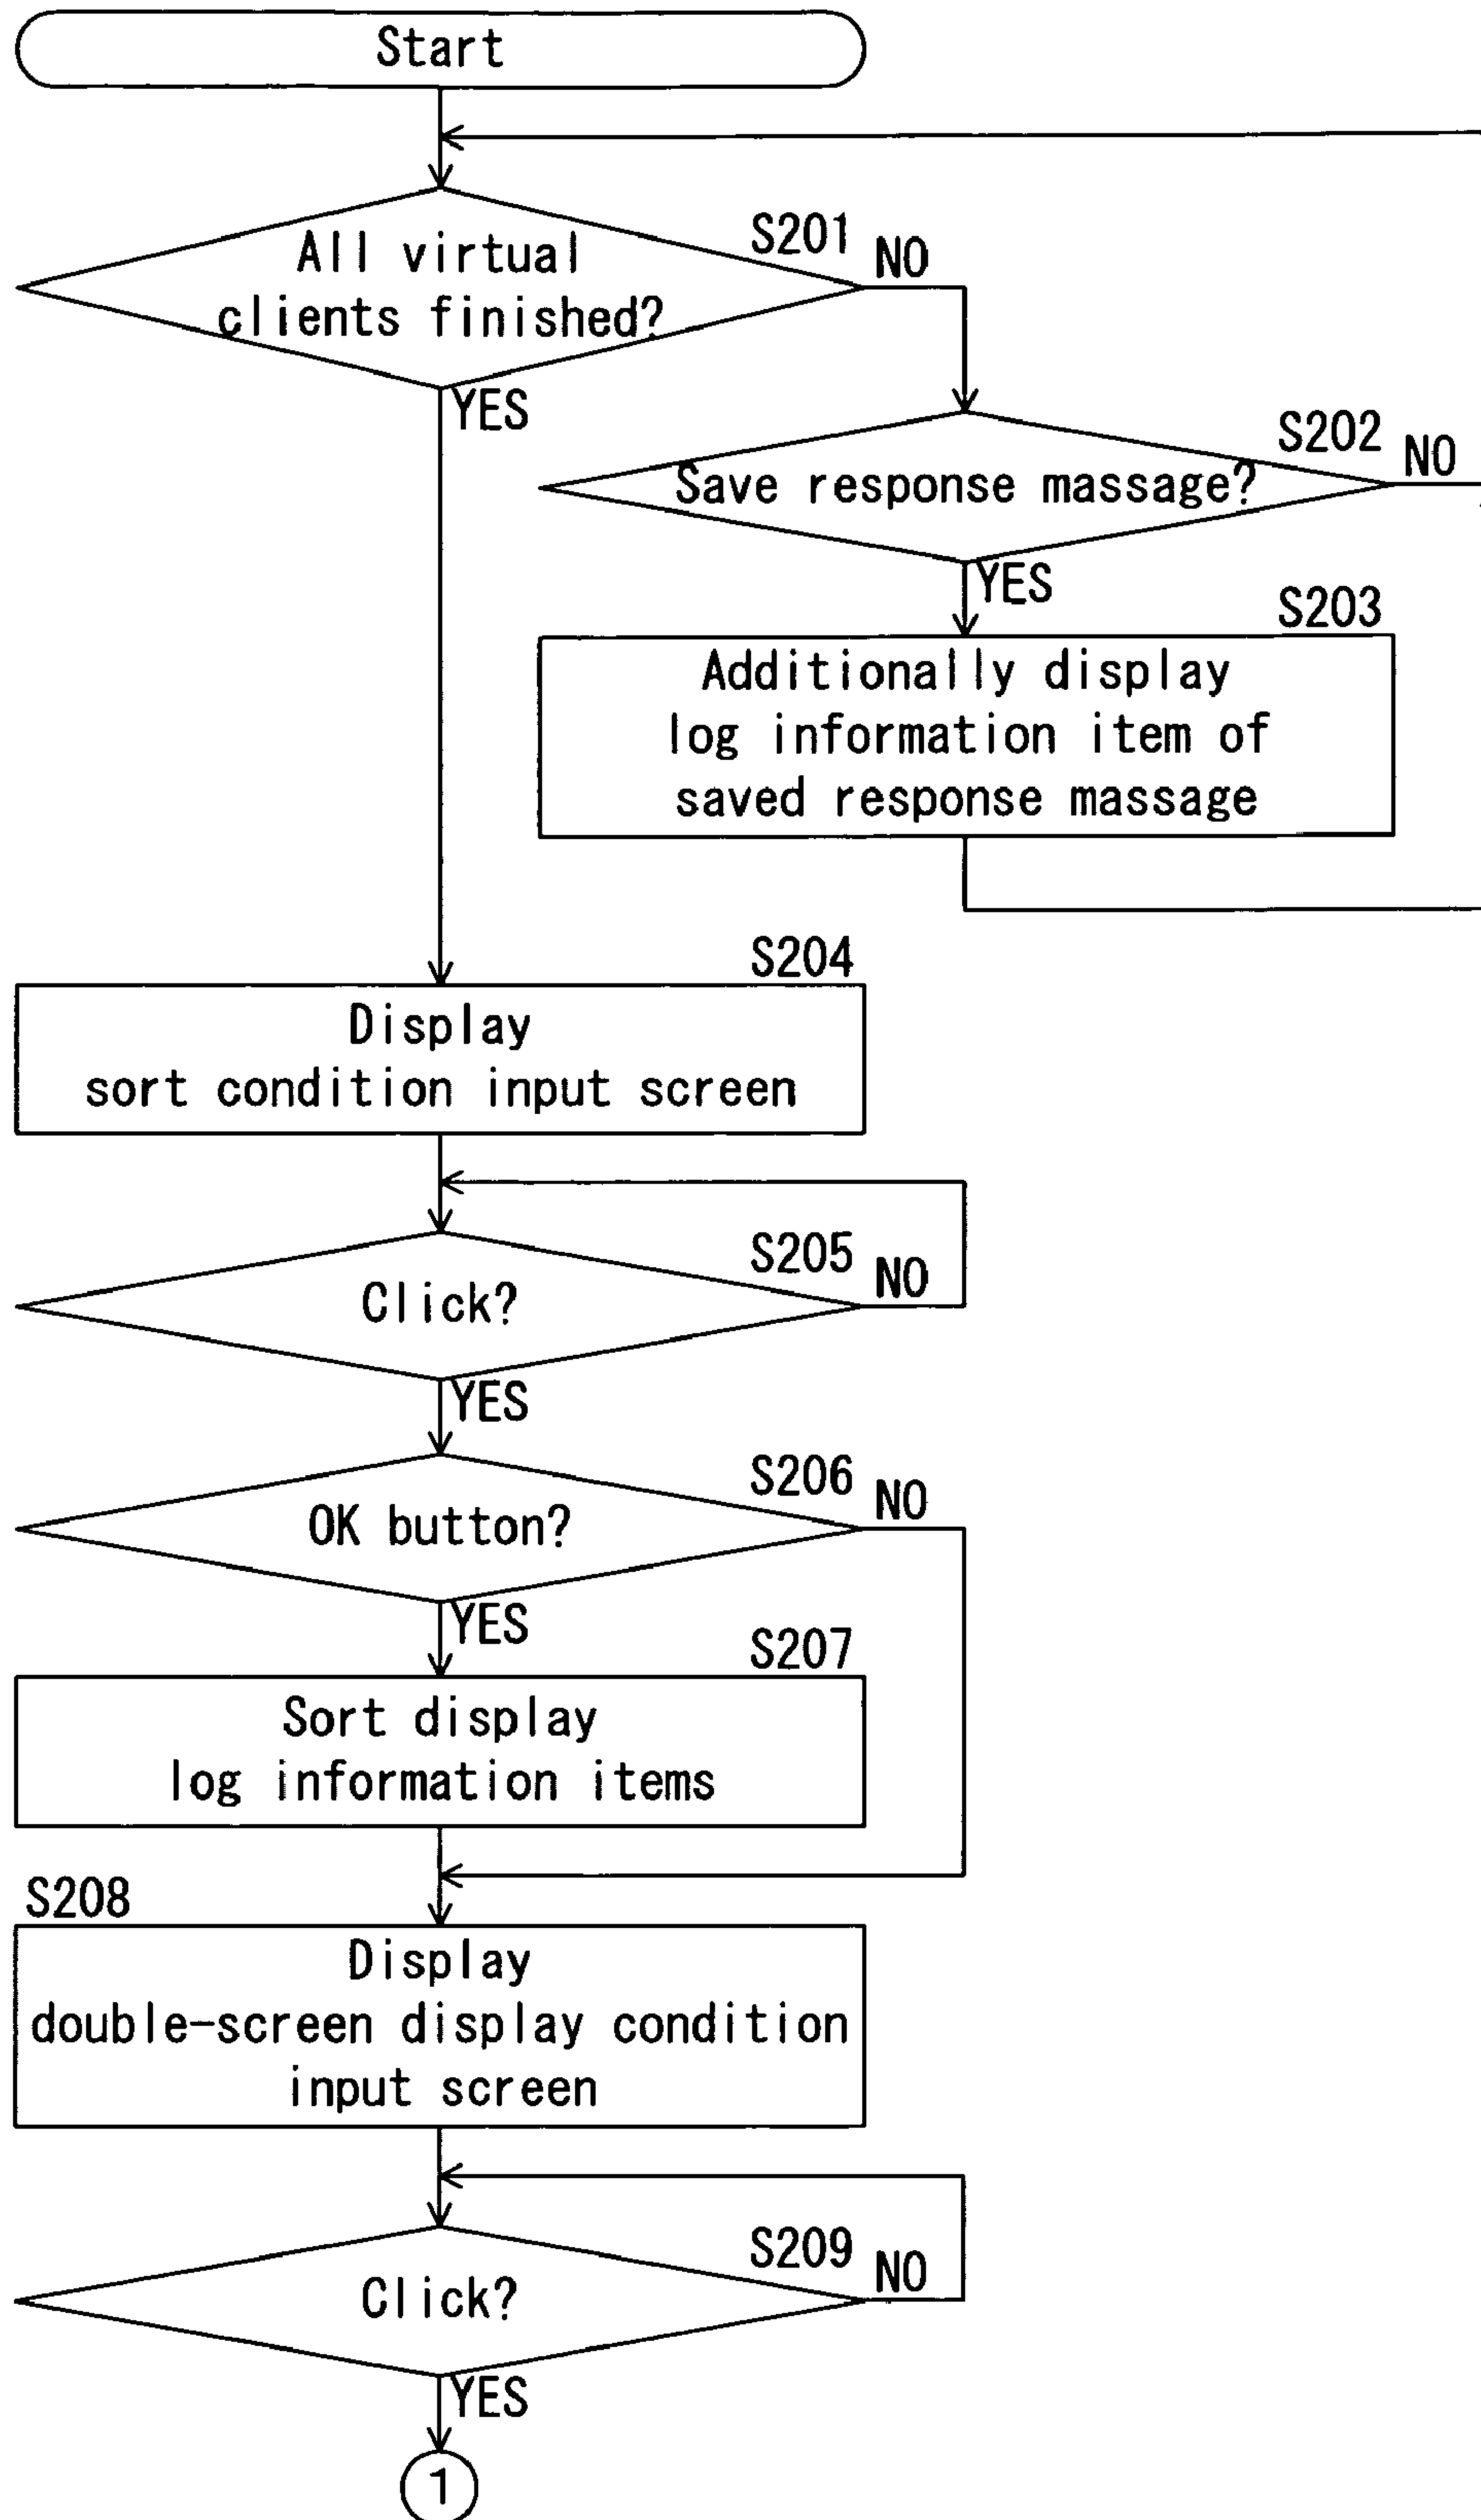 Start
S201
NO
All virtual
clients finished?
YES
S202
NO
Save response massage?
YES
S203
Additionally display
log information item of
saved response massage
S204
Display
sort condition input screen
S205
NO
Click?
YES
S206
NO
OK button?
YES
S207
Sort display
log information items
S208
Display
double-screen display condition
input screen
S209
NO
Click?
YES
1